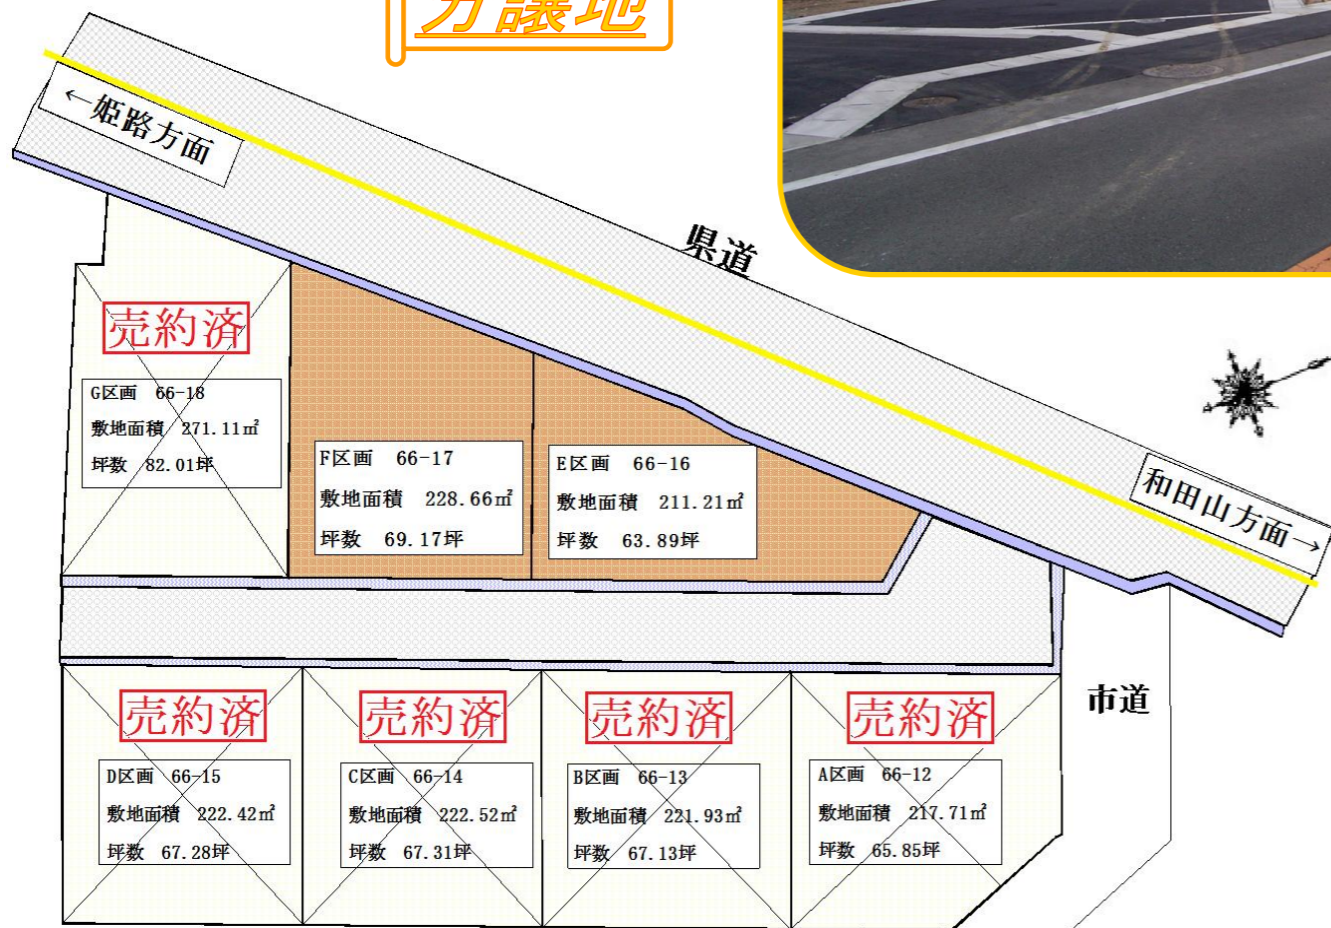 分譲地
←姫路方面
県道
和田山方面→
市道
売約済
G区画 66-18
敷地面積 271.11㎡
坪数 82.01坪
F区画 66-17
敷地面積 228.66㎡
坪数 69.17坪
E区画 66-16
敷地面積 211.21㎡
坪数 63.89坪
売約済
D区画 66-15
敷地面積 222.42㎡
坪数 67.28坪
売約済
C区画 66-14
敷地面積 222.52㎡
坪数 67.31坪
売約済
B区画 66-13
敷地面積 221.93㎡
坪数 67.13坪
売約済
A区画 66-12
敷地面積 217.71㎡
坪数 65.85坪